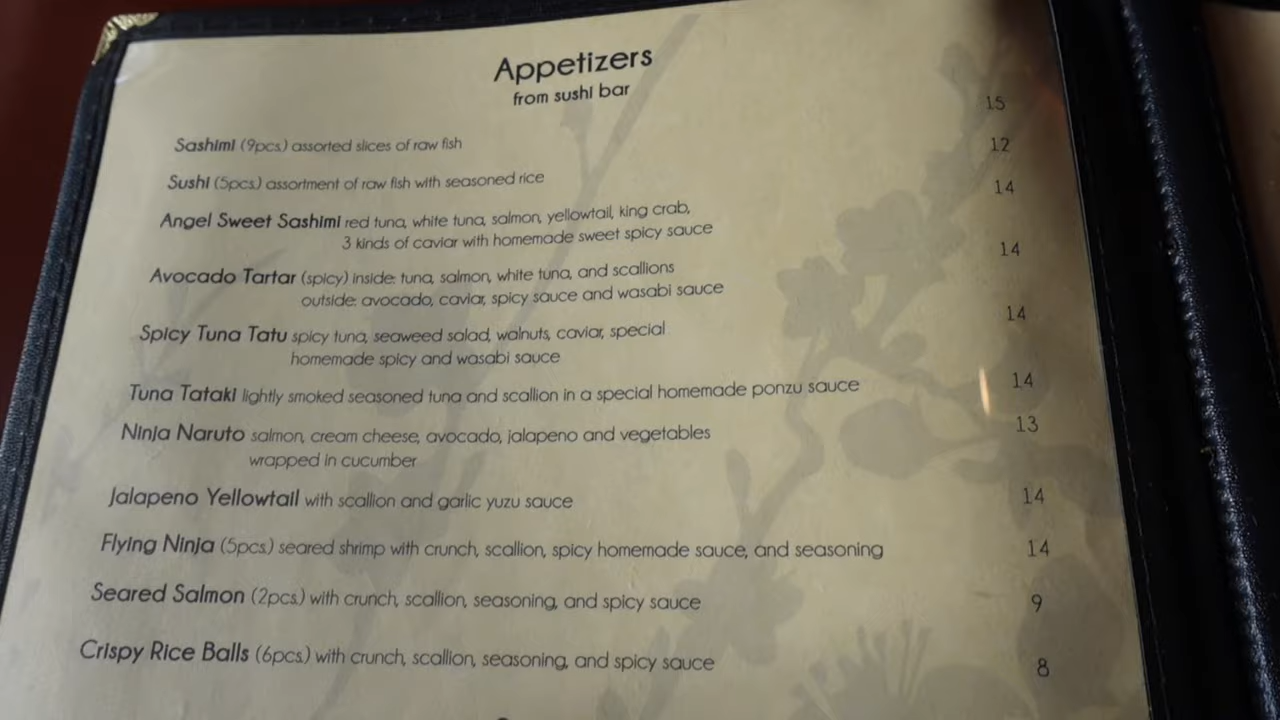 Appetizers
from sushi bar
Sashimi (9pcs.) assorted slices of raw fish 15
Sushi (5pcs.) assortment of raw fish with seasoned rice 12
Angel Sweet Sashimi red tuna, white tuna, salmon, yellowtail, king crab, 14
3 kinds of caviar with homemade sweet spicy sauce
Avocado Tartar (spicy) inside: tuna, salmon, white tuna, and scallions 14
outside: avocado, caviar, spicy sauce and wasabi sauce
Spicy Tuna Tatu spicy tuna, seaweed salad, walnuts, caviar, special 14
homemade spicy and wasabi sauce
Tuna Tataki lightly smoked seasoned tuna and scallion in a special homemade ponzu sauce 14
Ninja Naruto salmon, cream cheese, avocado, jalapeno and vegetables 13
wrapped in cucumber
Jalapeno Yellowtail with scallion and garlic yuzu sauce 14
Flying Ninja (5pcs.) seared shrimp with crunch, scallion, spicy homemade sauce, and seasoning 14
Seared Salmon (2pcs.) with crunch, scallion, seasoning, and spicy sauce 9
Crispy Rice Balls (6pcs.) with crunch, scallion, seasoning, and spicy sauce 8